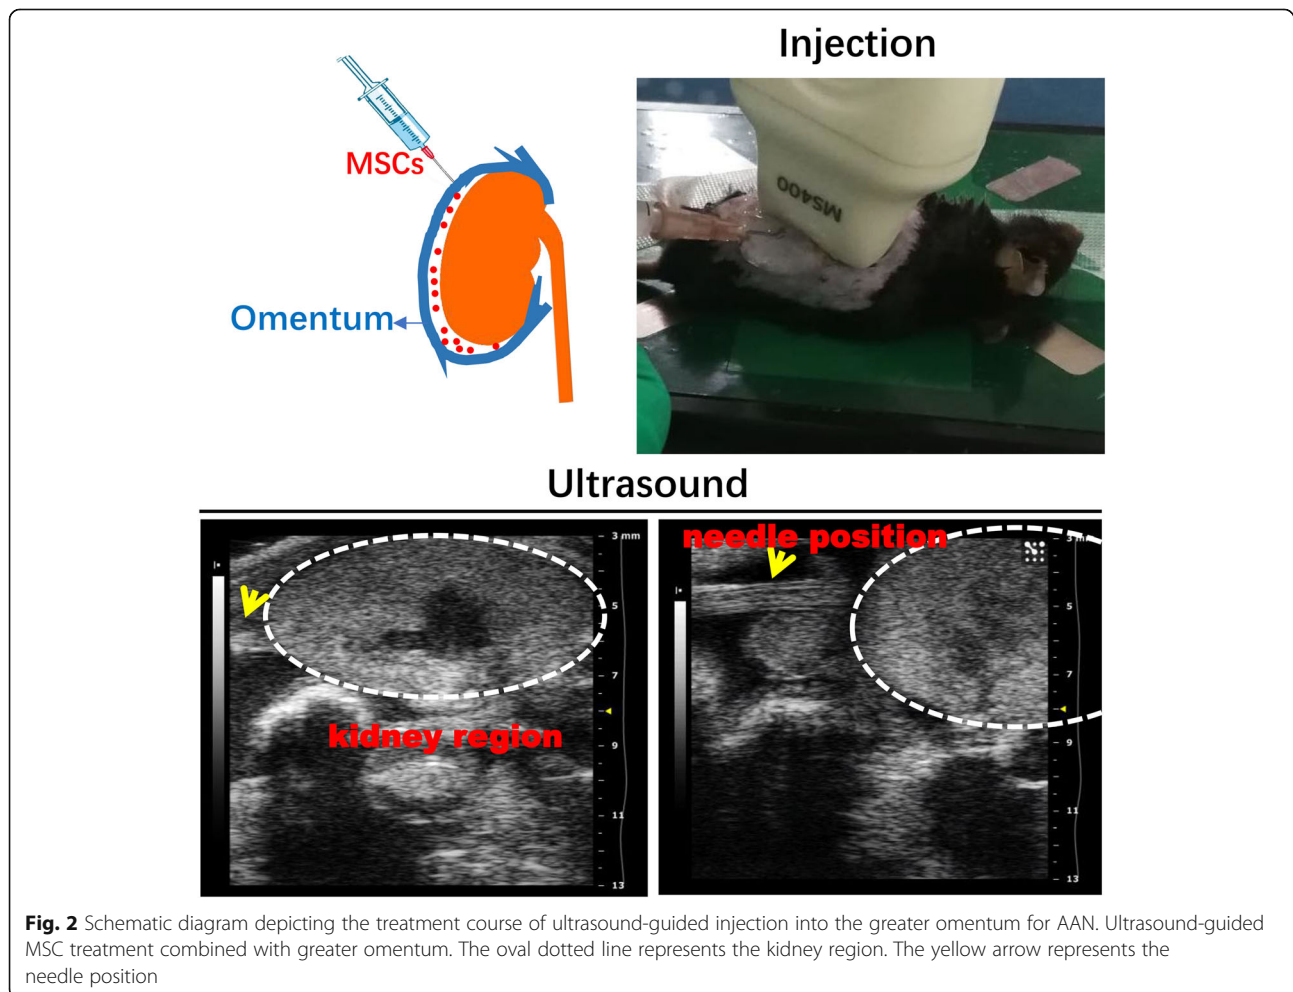 Injection
MSCs
MS400
Omentum
Ultrasound
needle position
3 mm
5
7
9
11
13
kidney region
3 mm
5
7
9
11
13
Fig. 2 Schematic diagram depicting the treatment course of ultrasound-guided injection into the greater omentum for AAN. Ultrasound-guided
MSC treatment combined with greater omentum. The oval dotted line represents the kidney region. The yellow arrow represents the
needle position